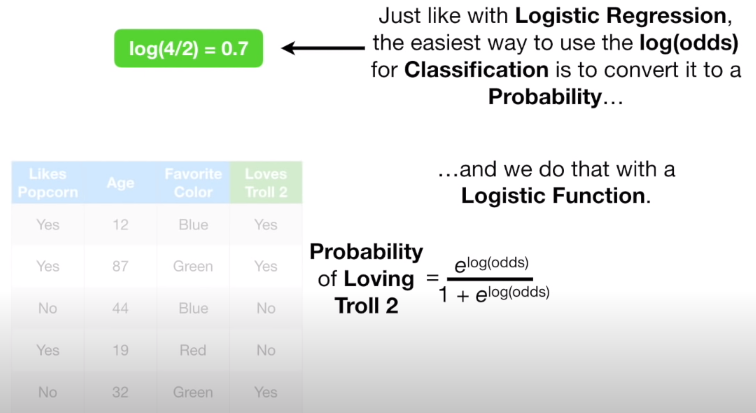 Just like with Logistic Regression,
log(4/2) = 0.7
the easiest way to use the log(odds)
for Classification is to convert it to a
Probability…
…and we do that with a
Logistic Function.
Likes Popcorn Age Favorite Color Loves Troll 2
Yes 12 Blue Yes
Yes 87 Green Yes
No 44 Blue No
Yes 19 Red No
No 32 Green Yes
Probability
of Loving
Troll 2
=
e^log(odds)
1 + e^log(odds)